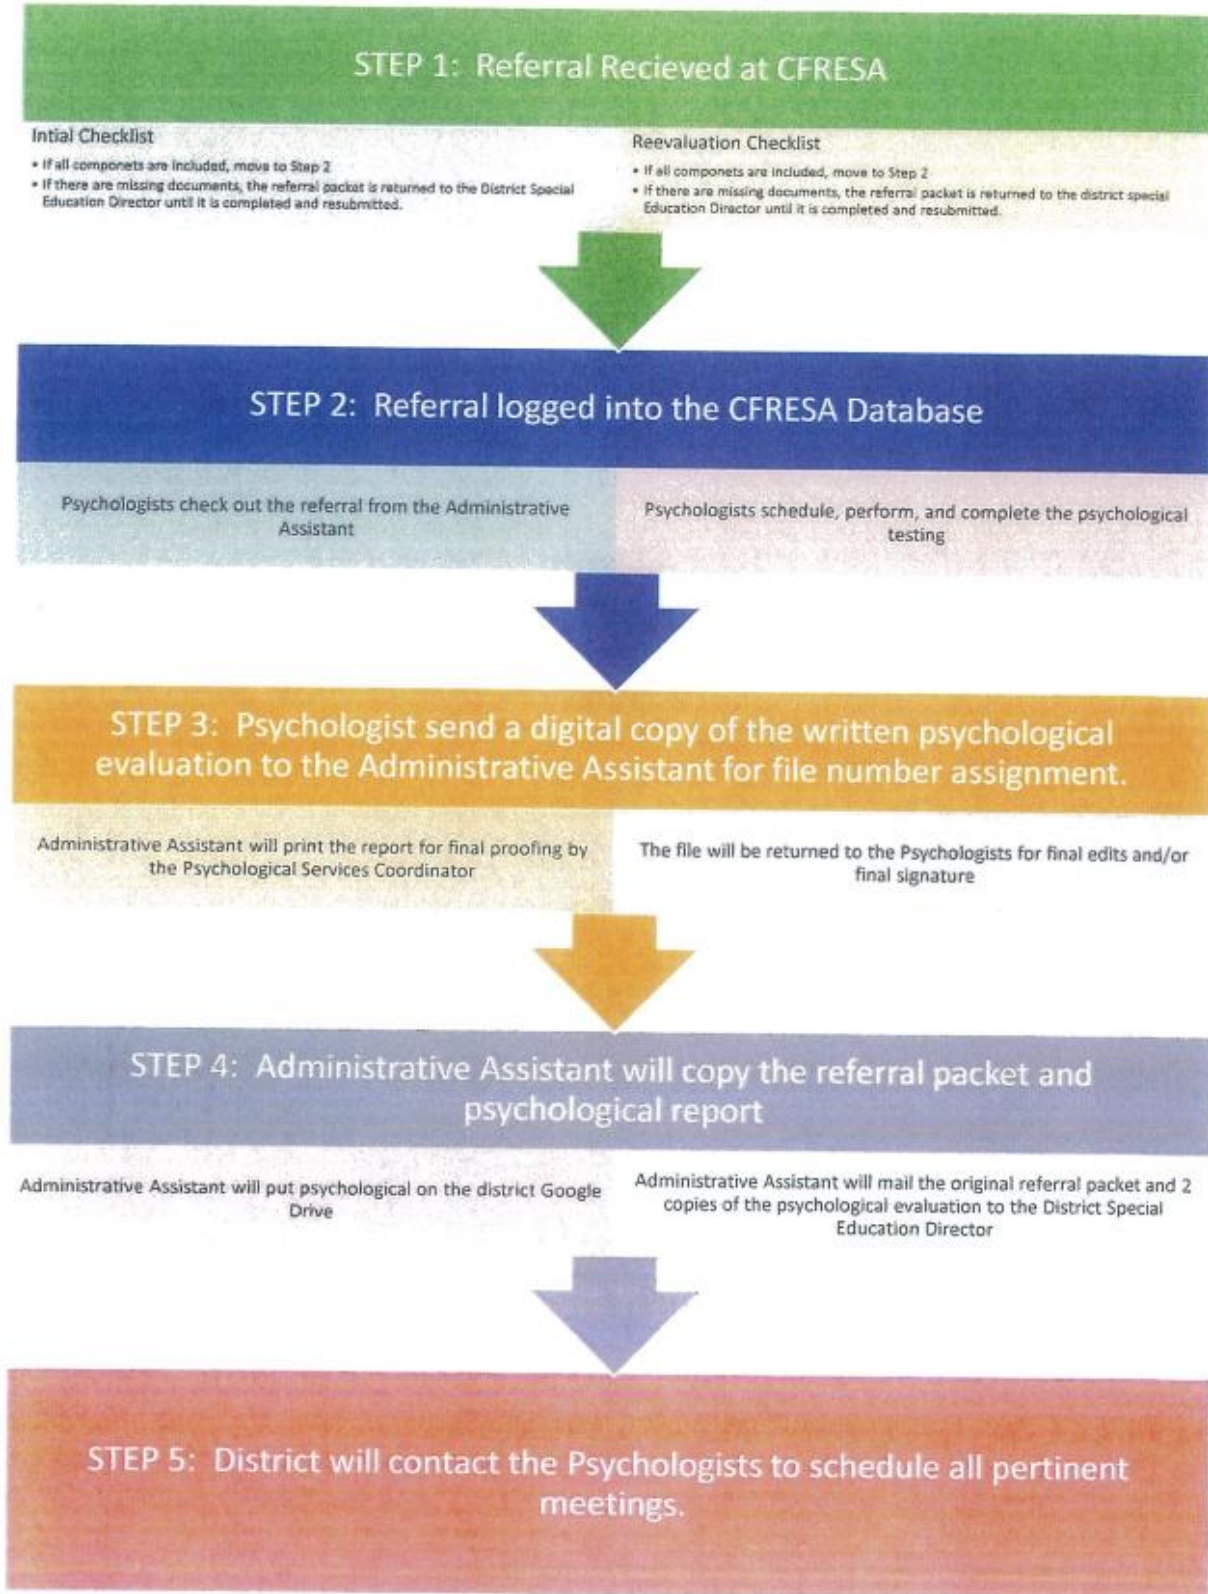 STEP 1: Referral Recieved at CFRESA
Intial Checklist
• If all componets are included, move to Step 2
• If there are missing documents, the referral packet is returned to the District Special
Education Director until it is completed and resubmitted.
Reevaluation Checklist
• If all componets are included, move to Step 2
• If there are missing documents, the referral packet is returned to the district special
Education Director until it is completed and resubmitted.
STEP 2: Referral logged into the CFRESA Database
Psychologists check out the referral from the Administrative
Assistant
Psychologists schedule, perform, and complete the psychological
testing
STEP 3: Psychologist send a digital copy of the written psychological
evaluation to the Administrative Assistant for file number assignment.
Administrative Assistant will print the report for final proofing by
the Psychological Services Coordinator
The file will be returned to the Psychologists for final edits and/or
final signature
STEP 4: Administrative Assistant will copy the referral packet and
psychological report
Administrative Assistant will put psychological on the district Google
Drive
Administrative Assistant will mail the original referral packet and 2
copies of the psychological evaluation to the District Special
Education Director
STEP 5: District will contact the Psychologists to schedule all pertinent
meetings.